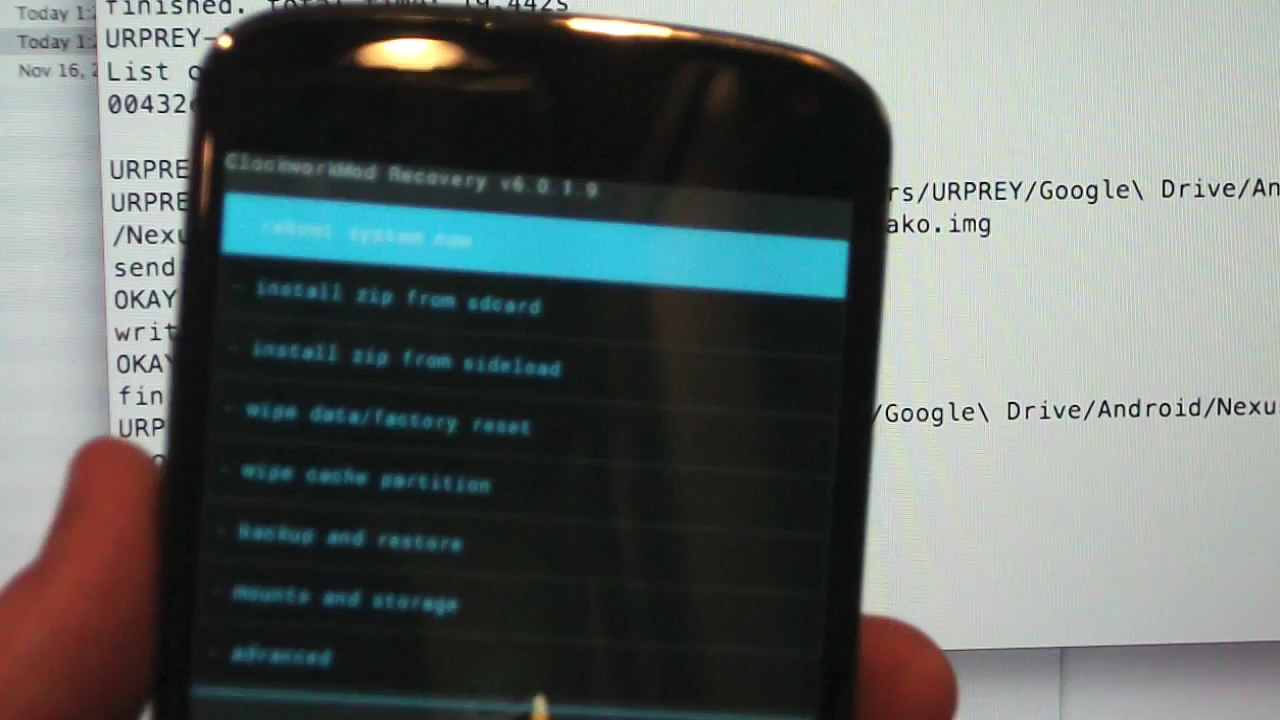 Today 1:
finished. total time: 19.442s
Today 1:
URPREY-
Nov 16, 2
List o
00432
URPRE
URPRE
rs/URPREY/Google\ Drive/An
/Nexu
ako.img
send
OKAY
writ
OKAY
fin
/Google\ Drive/Android/Nexu
URP
ClockworkMod Recovery v6.0.1.9
- reboot system now
- install zip from sdcard
- install zip from sideload
- wipe data/factory reset
- wipe cache partition
- backup and restore
- mounts and storage
- advanced